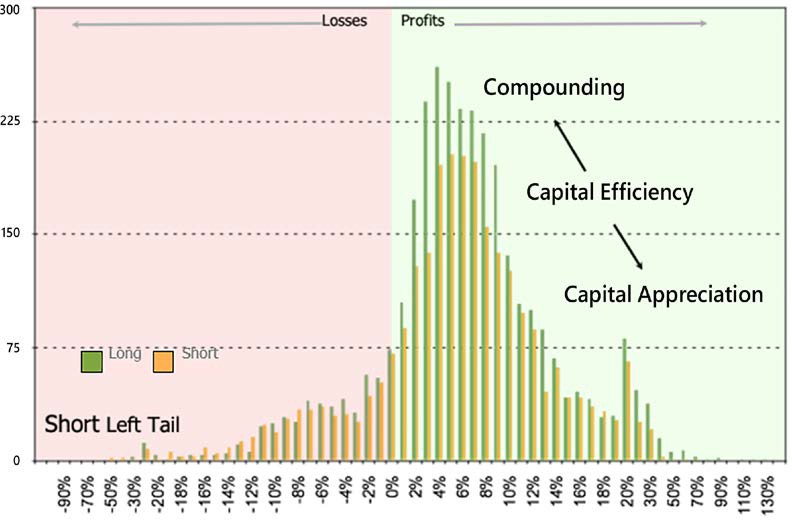 300
Losses Profits
Compounding
225
Capital Efficiency
150
Capital Appreciation
75
Long Short
Short Left Tail
0
-90% -70% -50% -30% -20% -18% -16% -14% -12% -10% -8% -6% -4% -2% 0% 2% 4% 6% 8% 10% 12% 14% 16% 18% 20% 30% 50% 70% 90% 110% 130%